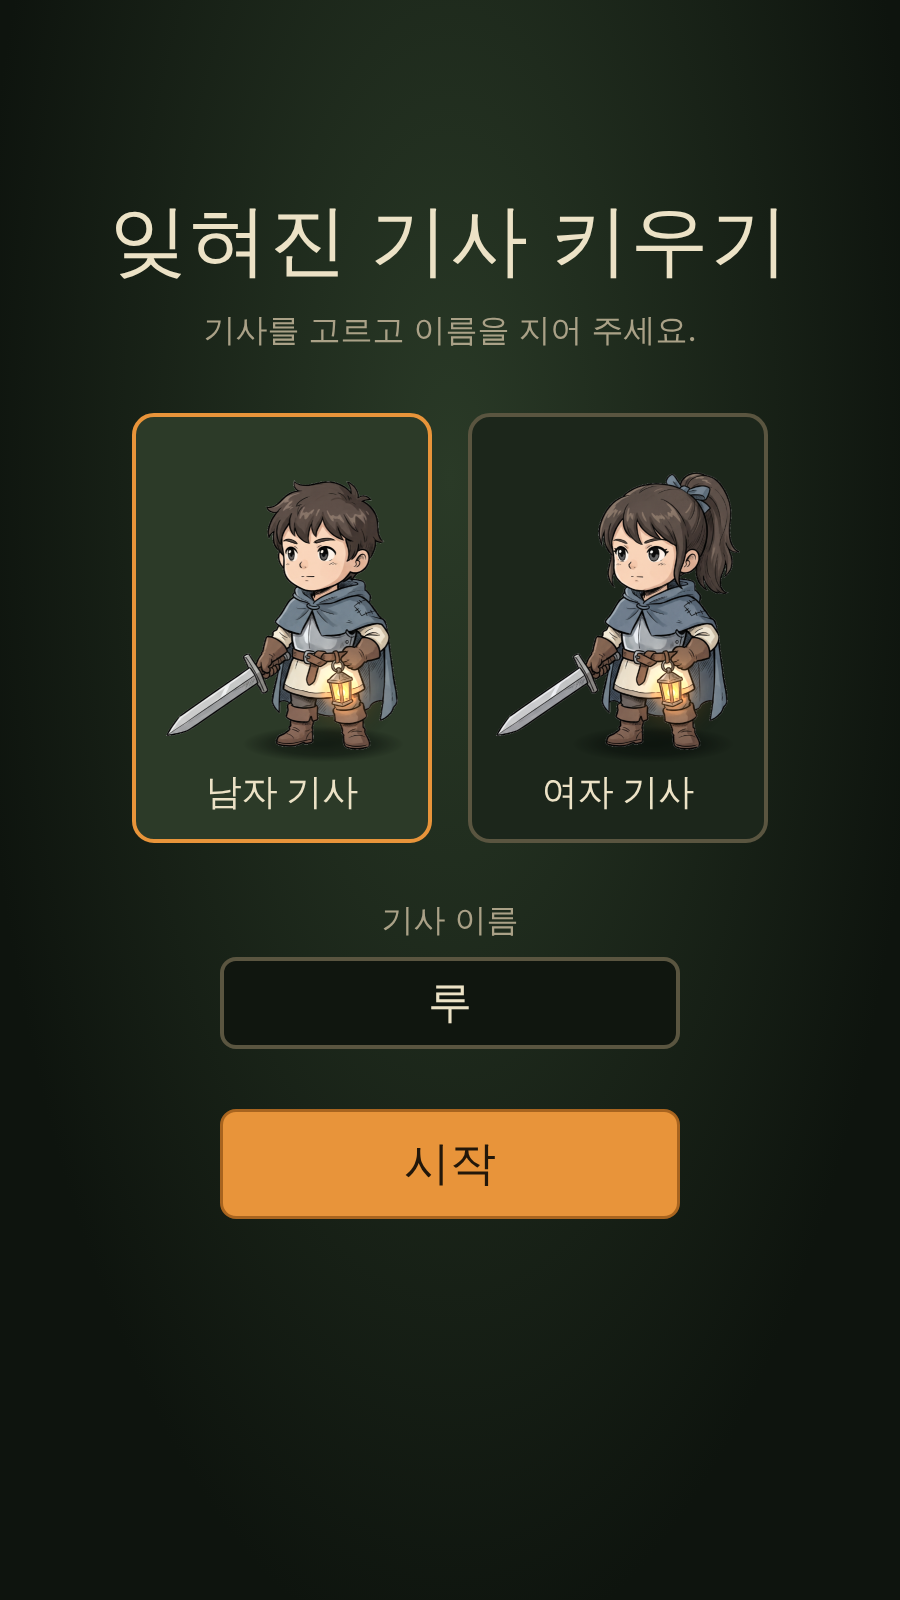 잊혀진 기사 키우기
기사를 고르고 이름을 지어 주세요.
남자 기사
여자 기사
기사 이름
루
시작